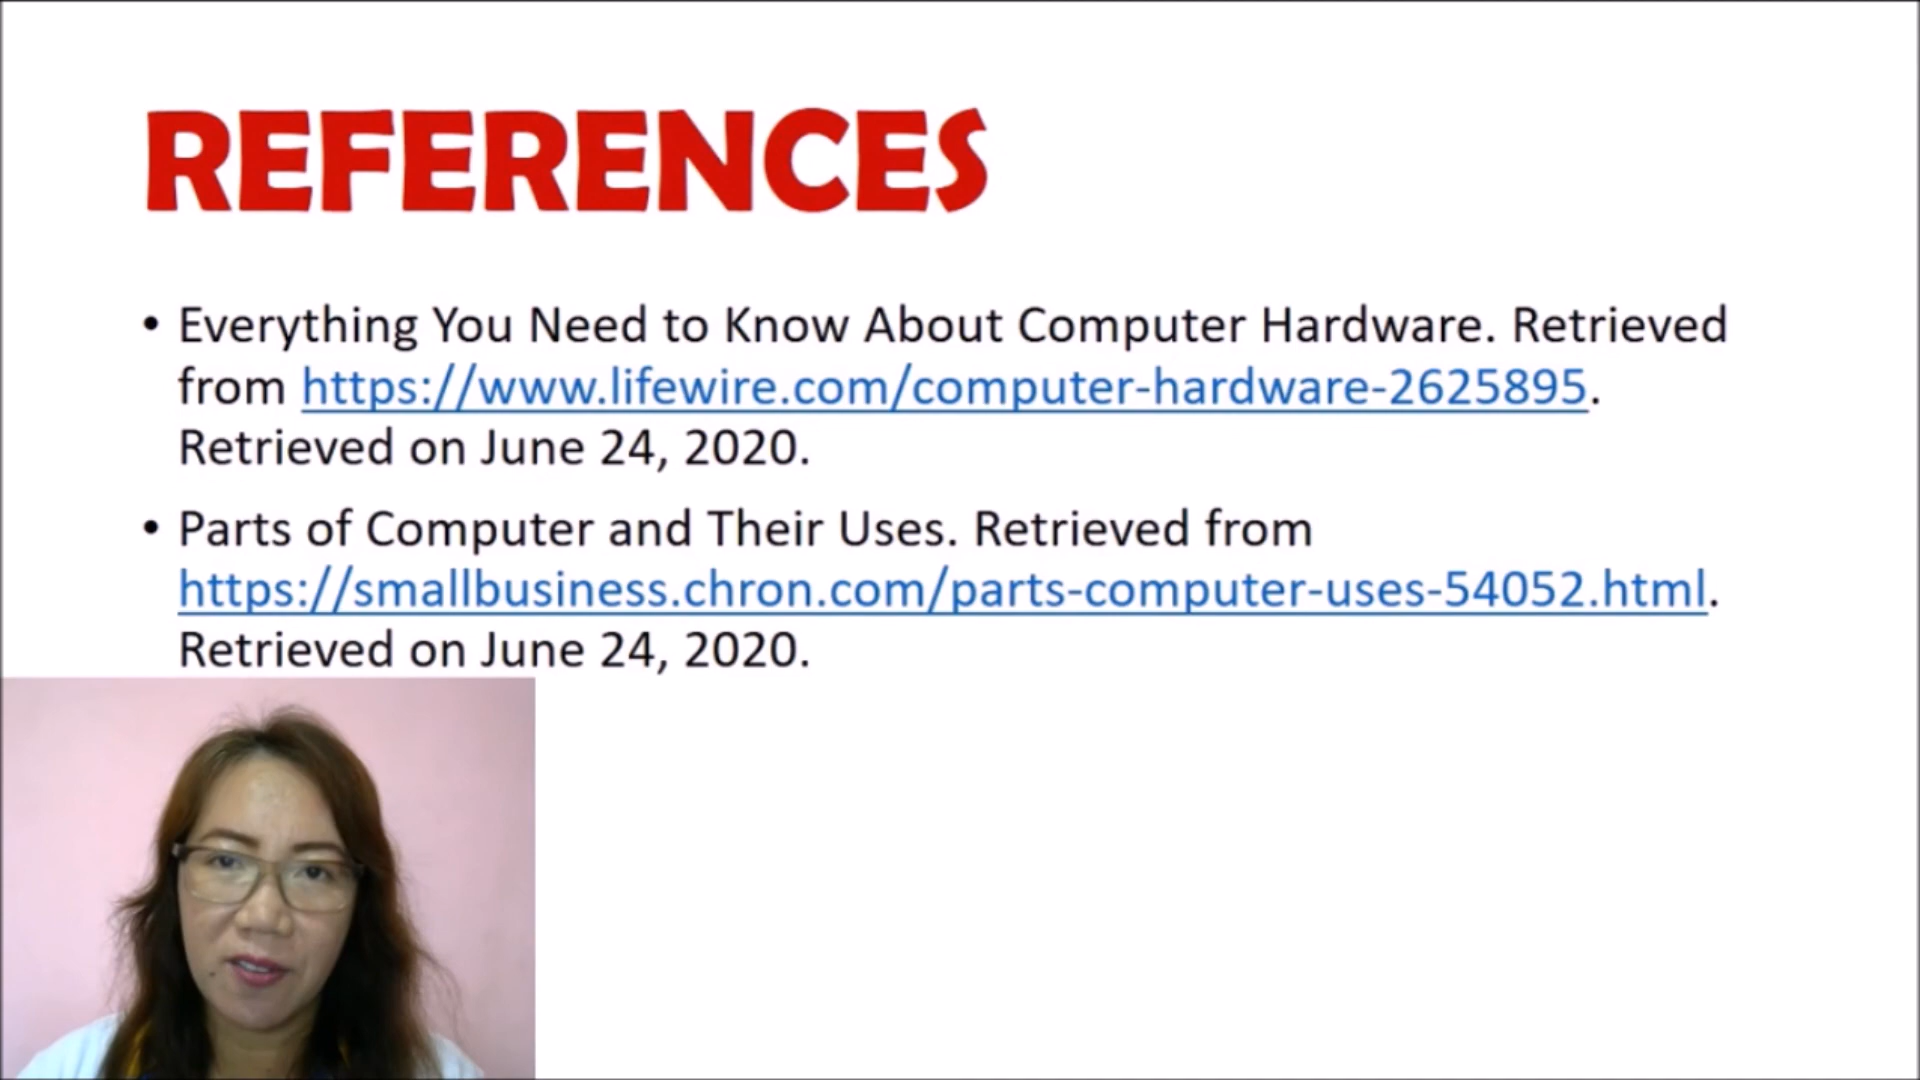 REFERENCES
• Everything You Need to Know About Computer Hardware. Retrieved
from https://www.lifewire.com/computer-hardware-2625895.
Retrieved on June 24, 2020.
• Parts of Computer and Their Uses. Retrieved from
https://smallbusiness.chron.com/parts-computer-uses-54052.html.
Retrieved on June 24, 2020.